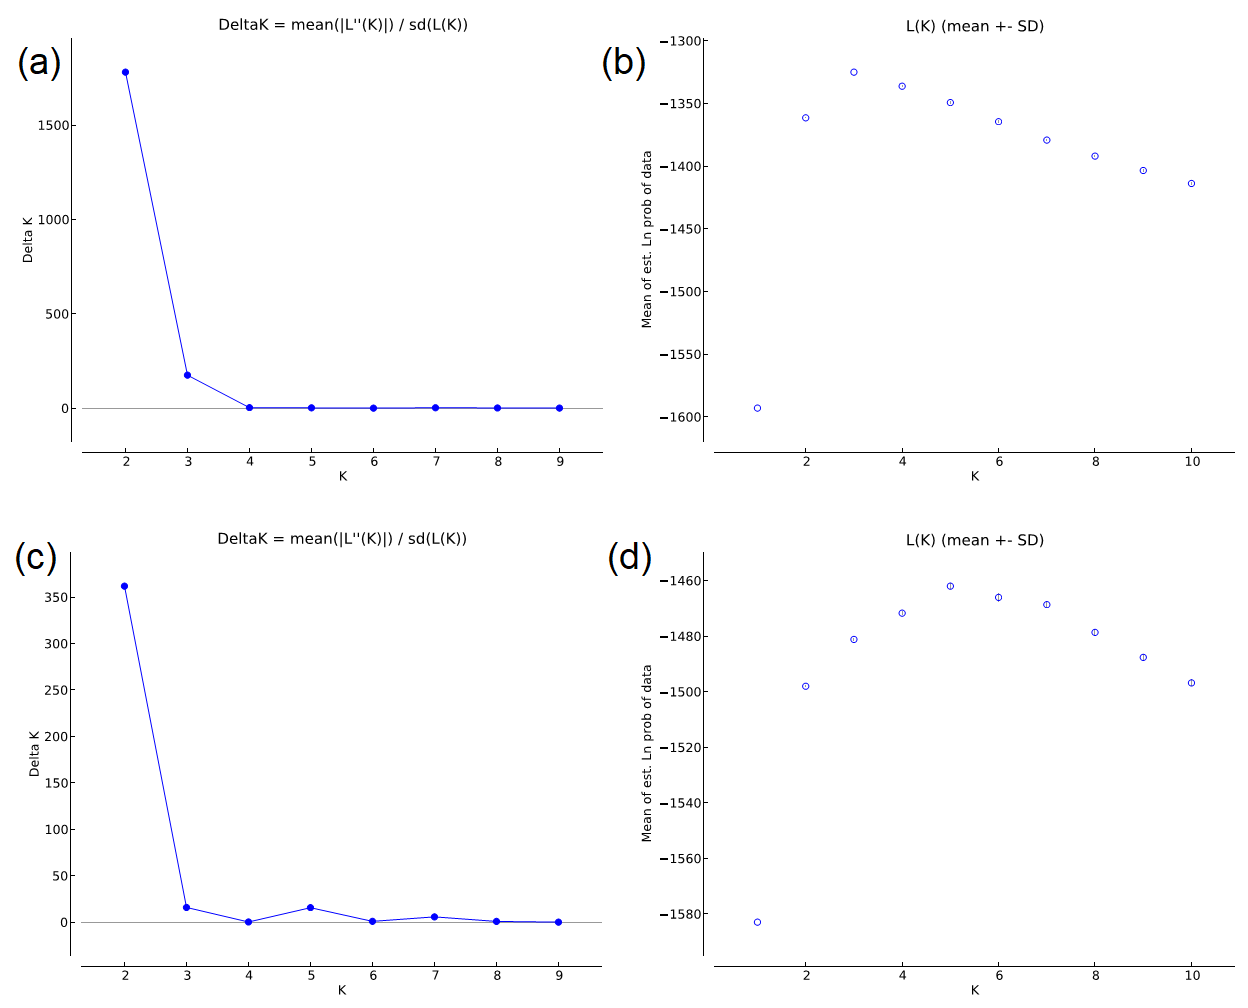 (a)
DeltaK = mean(|L''(K)|) / sd(L(K))
Delta K
1500
1000
500
0
2 3 4 5 6 7 8 9
K
(b)
L(K) (mean +- SD)
Mean of est. Ln prob of data
−1300
−1350
−1400
−1450
−1500
−1550
−1600
2 4 6 8 10
K
(c)
DeltaK = mean(|L''(K)|) / sd(L(K))
Delta K
350
300
250
200
150
100
50
0
2 3 4 5 6 7 8 9
K
(d)
L(K) (mean +- SD)
Mean of est. Ln prob of data
−1460
−1480
−1500
−1520
−1540
−1560
−1580
2 4 6 8 10
K